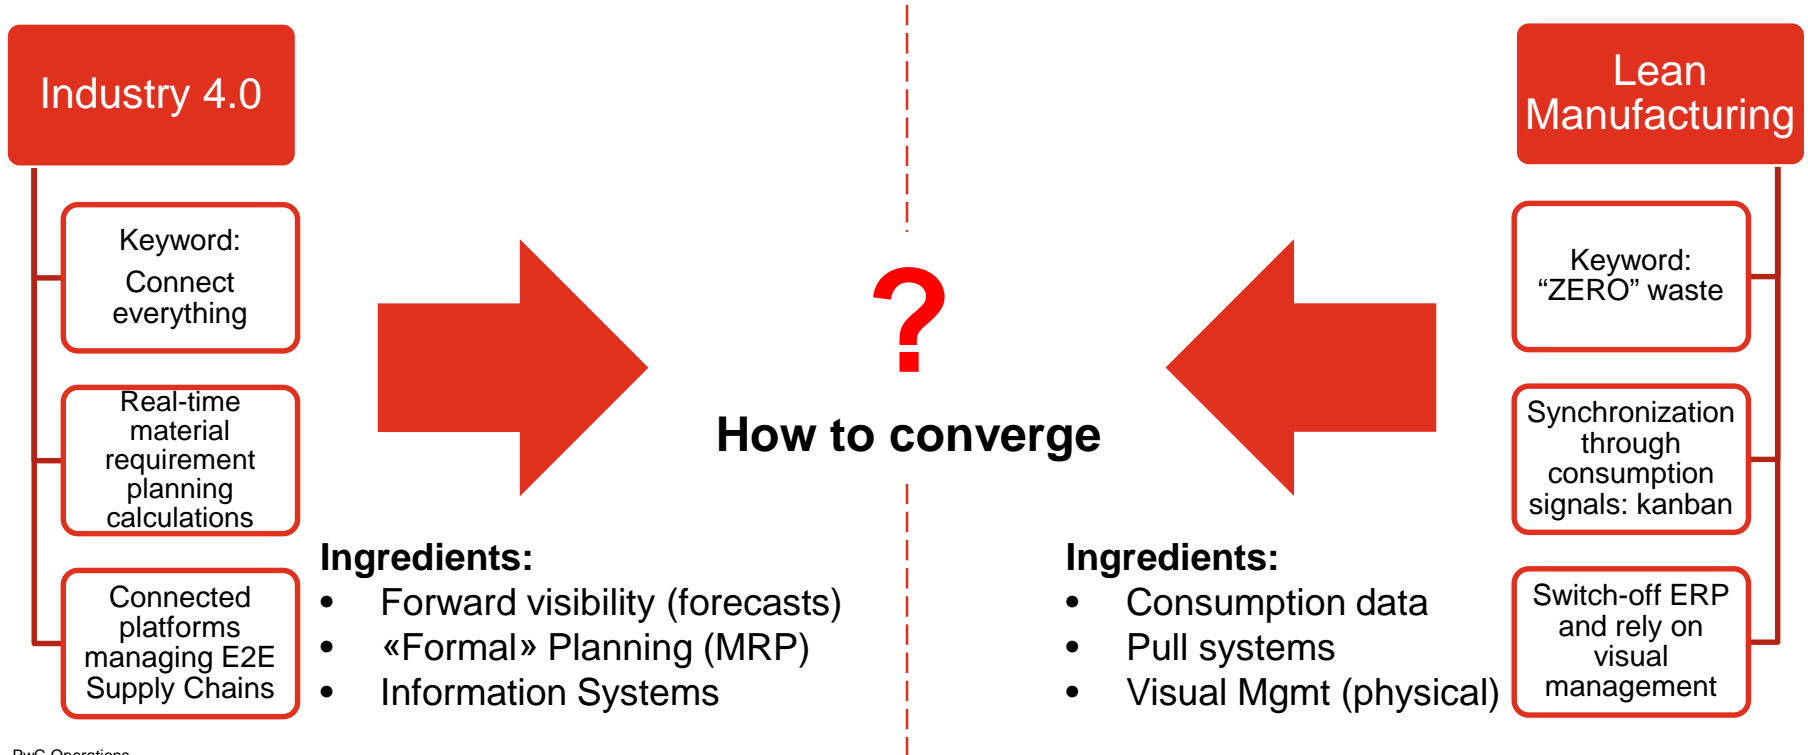 Industry 4.0
Keyword:
Connect
everything
Real-time
material
requirement
planning
calculations
Connected
platforms
managing E2E
Supply Chains
Ingredients:
• Forward visibility (forecasts)
• «Formal» Planning (MRP)
• Information Systems
?
How to converge
Ingredients:
• Consumption data
• Pull systems
• Visual Mgmt (physical)
Lean
Manufacturing
Keyword:
“ZERO” waste
Synchronization
through
consumption
signals: kanban
Switch-off ERP
and rely on
visual
management
PwC Operations